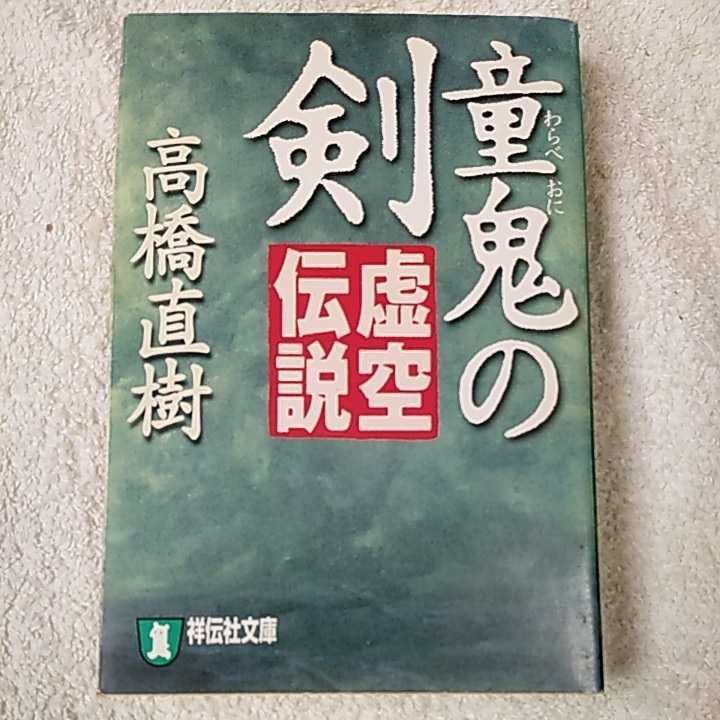 童鬼の
わらべ おに
剣
虚空
伝説
高橋直樹
祥伝社文庫